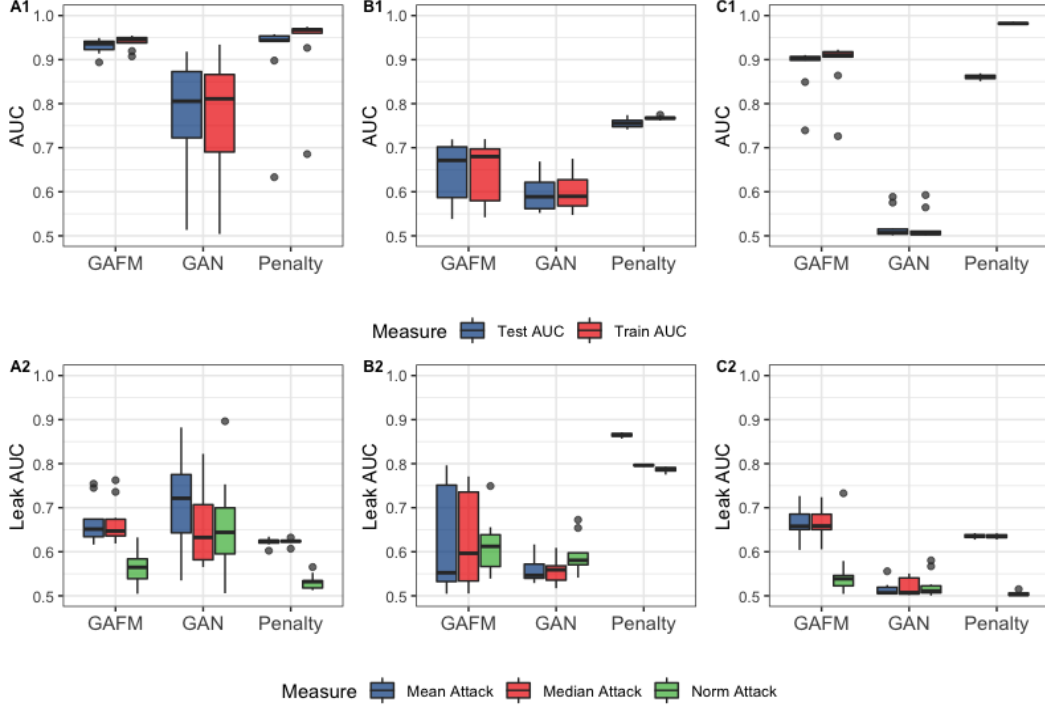 A1
AUC
1.0
0.9
0.8
0.7
0.6
0.5
GAFM GAN Penalty
B1
AUC
1.0
0.9
0.8
0.7
0.6
0.5
GAFM GAN Penalty
C1
AUC
1.0
0.9
0.8
0.7
0.6
0.5
GAFM GAN Penalty
Measure Test AUC Train AUC
A2
Leak AUC
1.0
0.9
0.8
0.7
0.6
0.5
GAFM GAN Penalty
B2
Leak AUC
1.0
0.9
0.8
0.7
0.6
0.5
GAFM GAN Penalty
C2
Leak AUC
1.0
0.9
0.8
0.7
0.6
0.5
GAFM GAN Penalty
Measure Mean Attack Median Attack Norm Attack